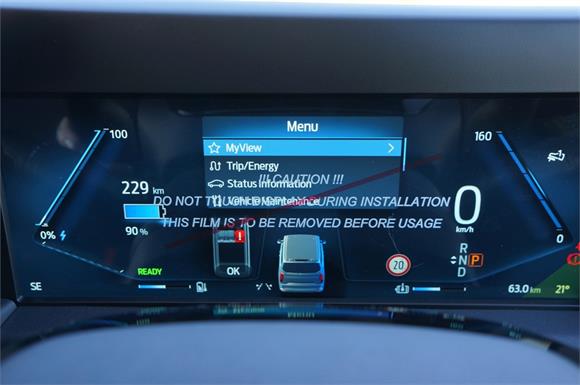 Menu
100
MyView
160
Trip/Energy
!!! CAUTION !!!
Status information
229 km
DO NOT TOUCH DISPLAY DURING INSTALLATION
Vehicle Maintenance
0
km/h
THIS FILM IS TO BE REMOVED BEFORE USAGE
0%
90 %
0
R
N P
D
READY
OK
20
SE
63.0 km
21°